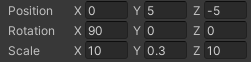 Position X 0 Y 5 Z -5
Rotation X 90 Y 0 Z 0
Scale X 10 Y 0.3 Z 10